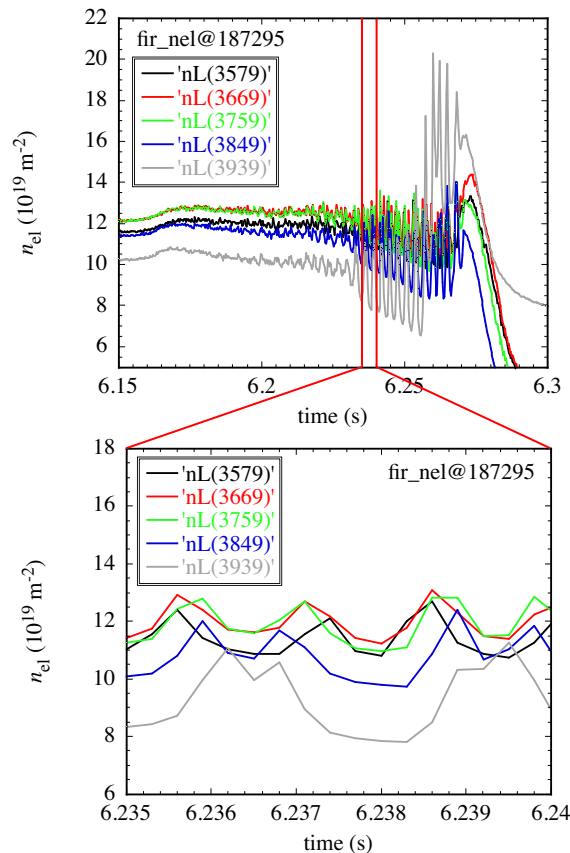 fir_nel@187295
'nL(3579)'
'nL(3669)'
'nL(3759)'
'nL(3849)'
'nL(3939)'
22
20
18
16
14
12
10
8
6
n_el (10^19 m^-2)
6.15 6.2 6.25 6.3
time (s)
fir_nel@187295
'nL(3579)'
'nL(3669)'
'nL(3759)'
'nL(3849)'
'nL(3939)'
18
16
14
12
10
8
6
n_el (10^19 m^-2)
6.235 6.236 6.237 6.238 6.239 6.24
time (s)